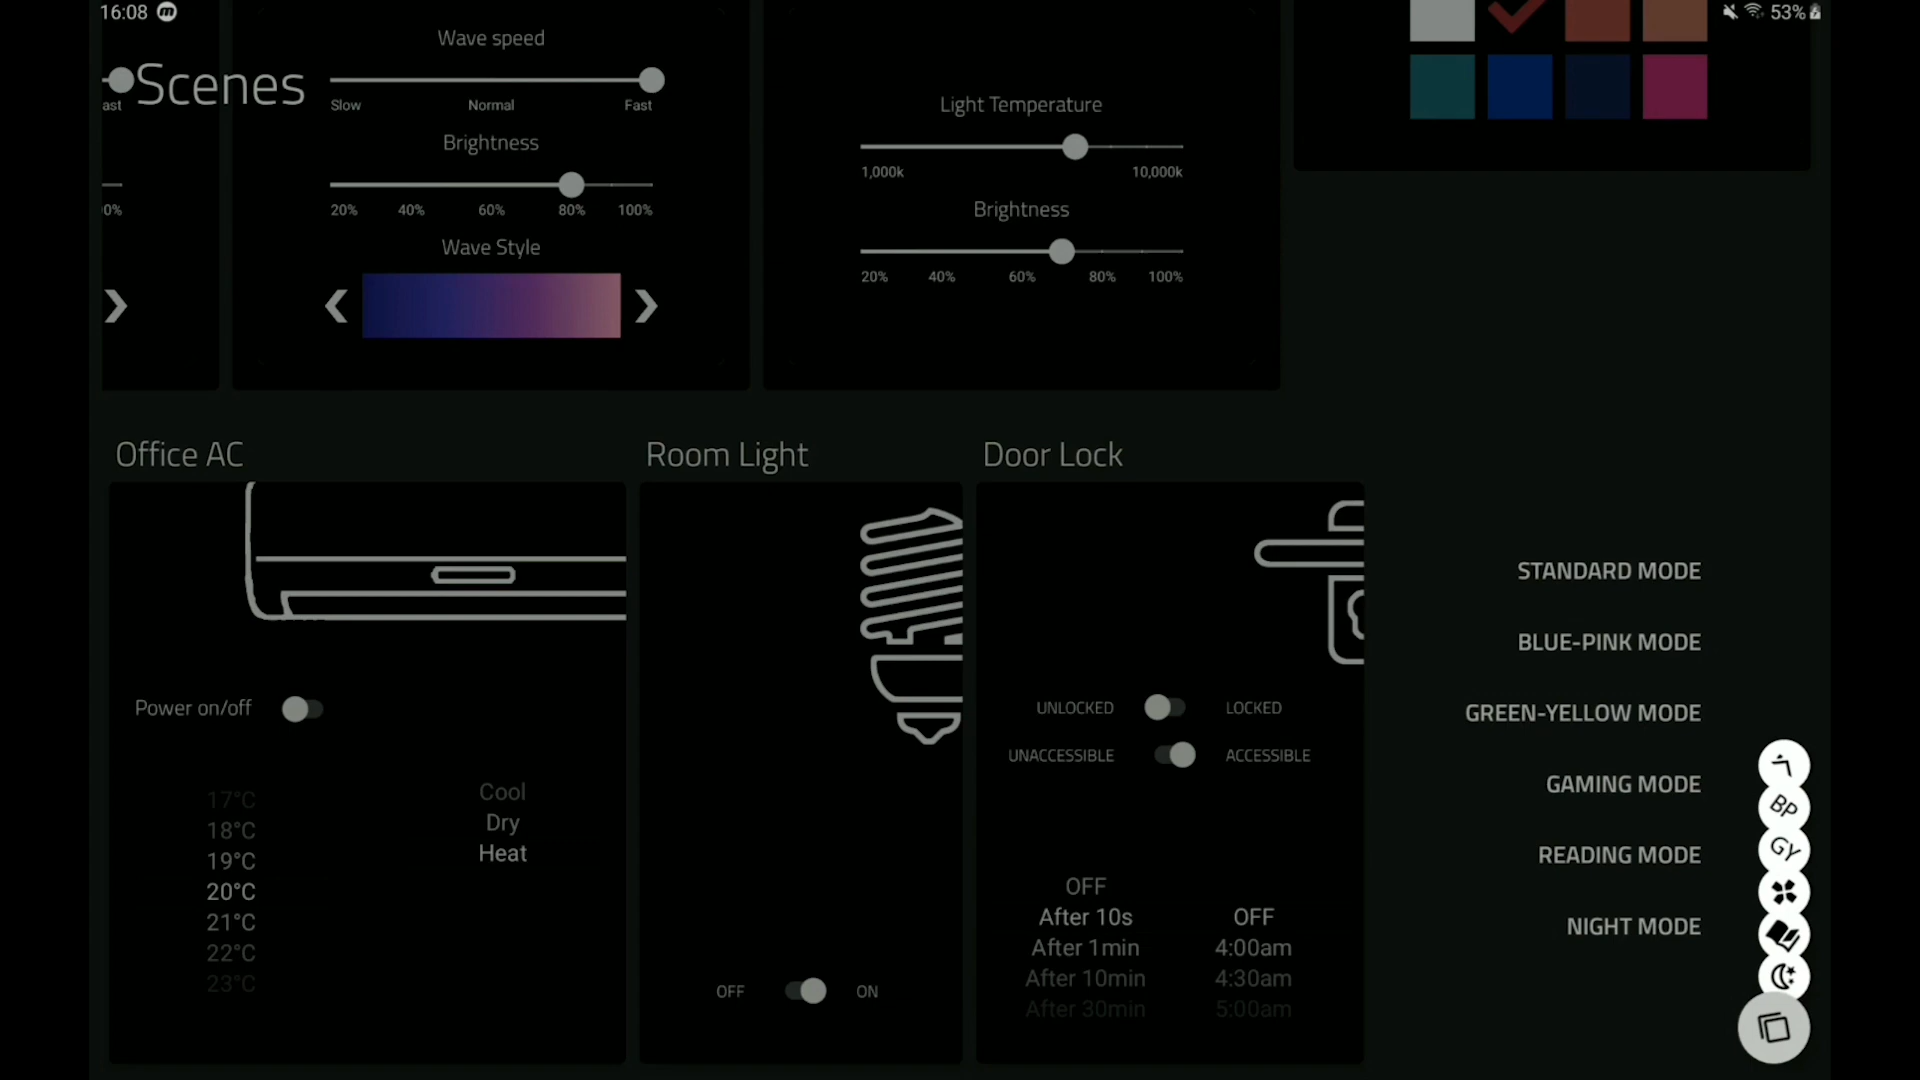 16:08
53%
Scenes
ast
0%
Wave speed
Slow Normal Fast
Brightness
20% 40% 60% 80% 100%
Wave Style
Light Temperature
1,000k 10,000k
Brightness
20% 40% 60% 80% 100%
Office AC
Power on/off
17°C
18°C
19°C
20°C
21°C
22°C
23°C
Cool
Dry
Heat
Room Light
OFF ON
Door Lock
UNLOCKED LOCKED
UNACCESSIBLE ACCESSIBLE
OFF
After 10s
After 1min
After 10min
After 30min
OFF
4:00am
4:30am
5:00am
STANDARD MODE
BLUE-PINK MODE
BP
GREEN-YELLOW MODE
GY
GAMING MODE
READING MODE
NIGHT MODE